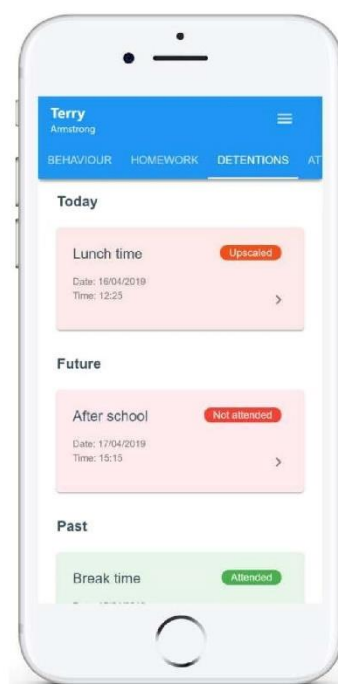 Terry
Armstrong
BEHAVIOUR HOMEWORK DETENTIONS AT
Today
Lunch time Upscaled
Date: 16/04/2019
Time: 12:25
Future
After school Not attended
Date: 17/04/2019
Time: 15:15
Past
Break time Attended